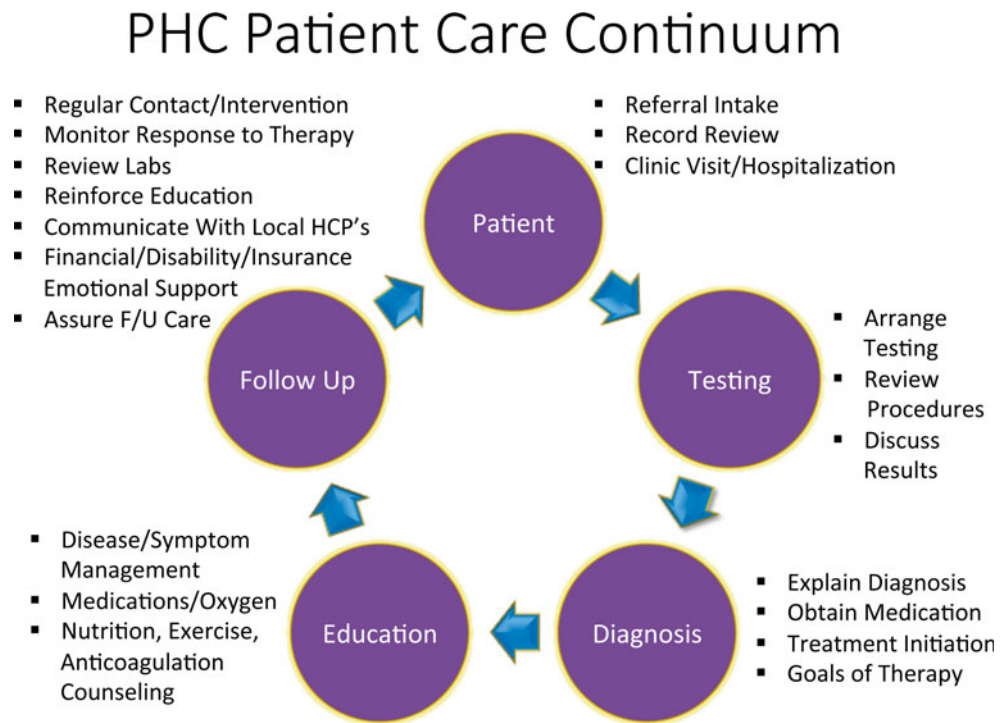 PHC Patient Care Continuum
▪ Regular Contact/Intervention
▪ Monitor Response to Therapy
▪ Review Labs
▪ Reinforce Education
▪ Communicate With Local HCP’s
▪ Financial/Disability/Insurance
Emotional Support
▪ Assure F/U Care
▪ Referral Intake
▪ Record Review
▪ Clinic Visit/Hospitalization
Patient
Follow Up
Testing
▪ Arrange
Testing
▪ Review
Procedures
▪ Discuss
Results
▪ Disease/Symptom
Management
▪ Medications/Oxygen
▪ Nutrition, Exercise,
Anticoagulation
Counseling
Education
Diagnosis
▪ Explain Diagnosis
▪ Obtain Medication
▪ Treatment Initiation
▪ Goals of Therapy